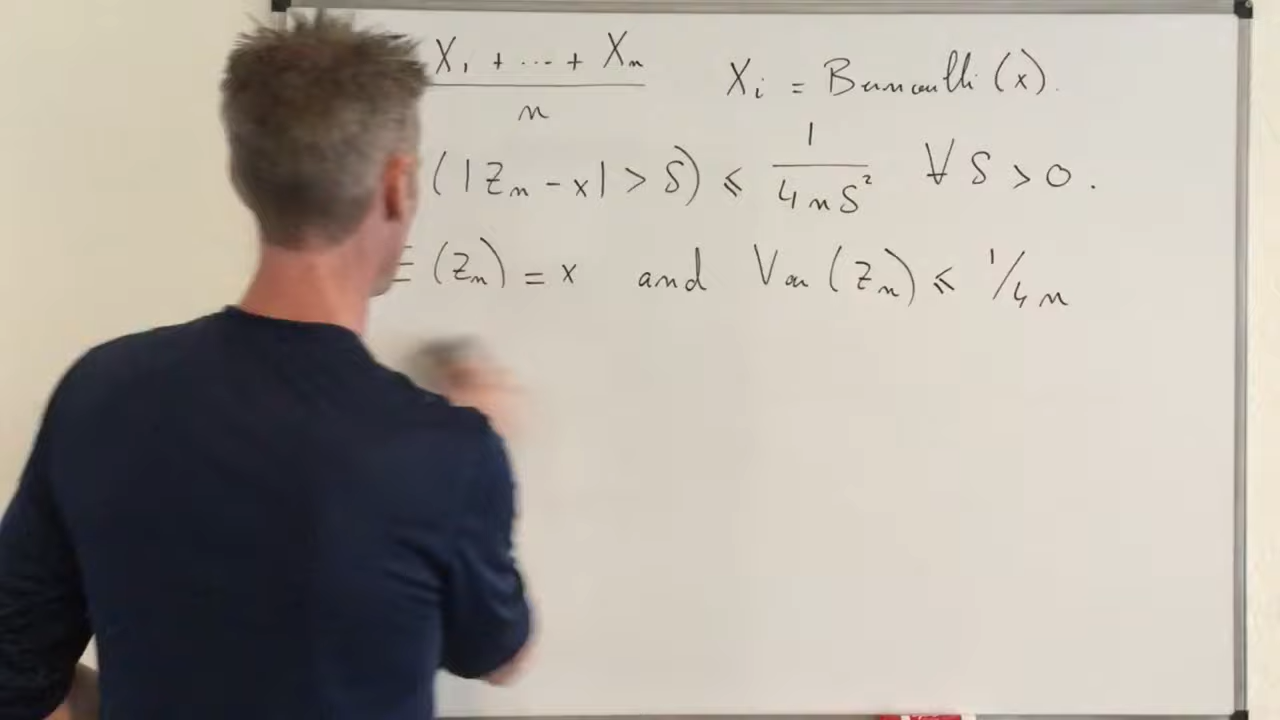 X₁ + ... + Xₙ / n    Xᵢ = Bernoulli (x).
(|Zₙ - x| > δ) ≤ 1 / 4nδ²   ∀ δ > 0.
E (Zₙ) = x and Var (Zₙ) ≤ 1/4n